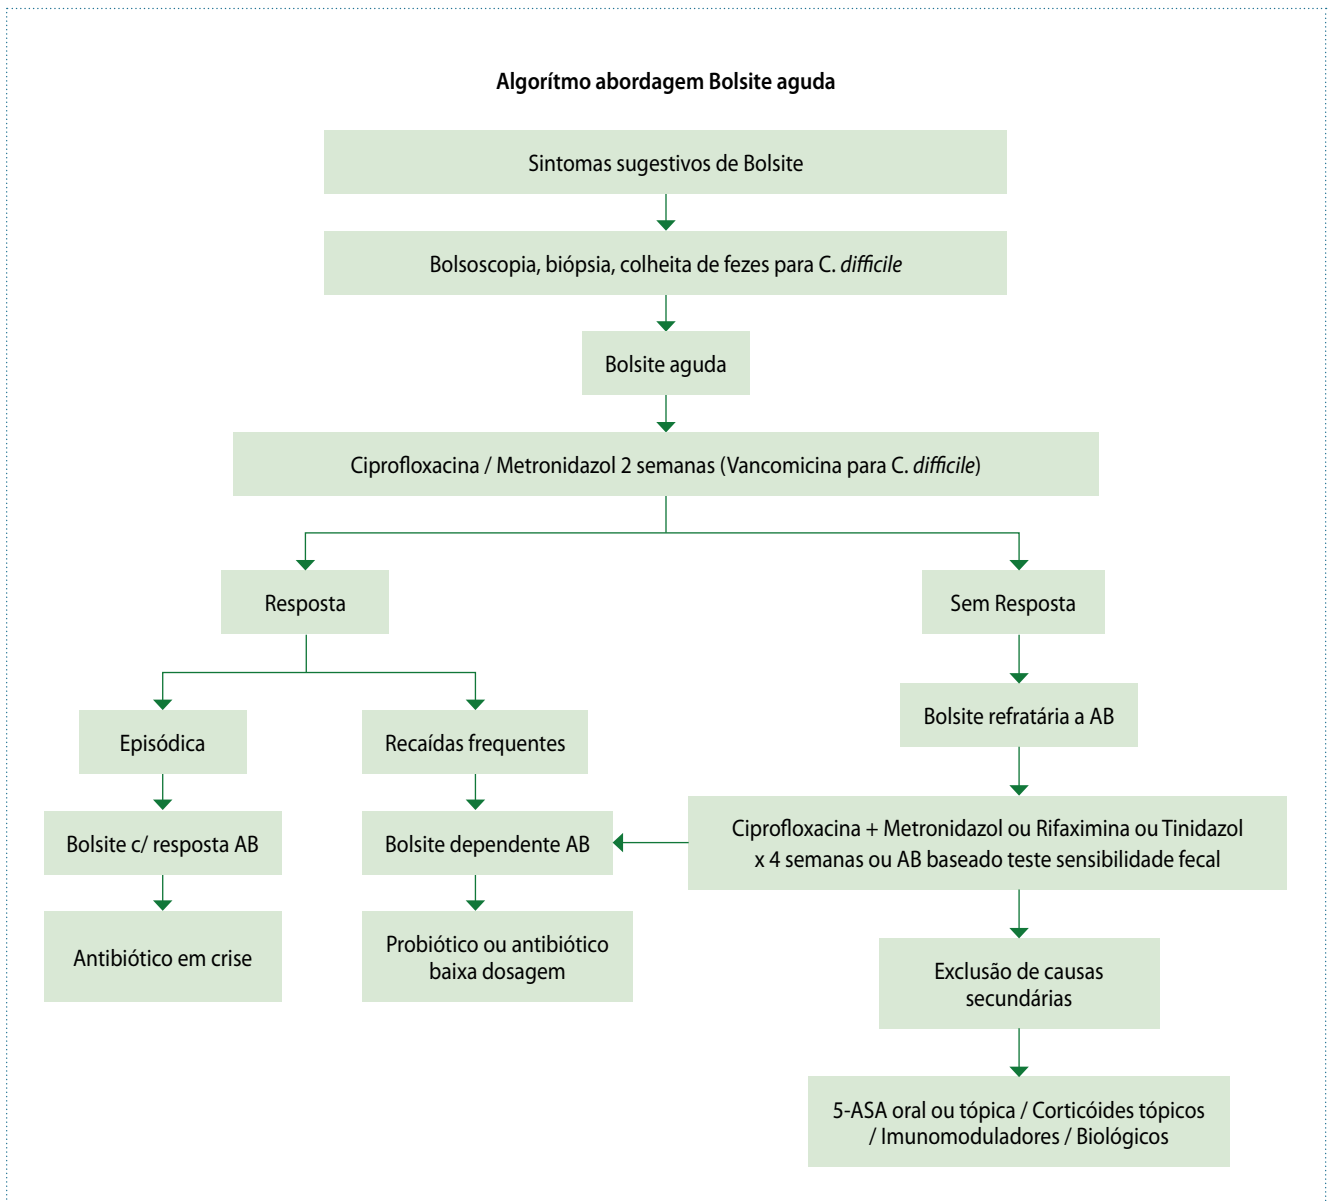 Algorítmo abordagem Bolsite aguda
Sintomas sugestivos de Bolsite
Bolsoscopia, biópsia, colheita de fezes para C. difficile
Bolsite aguda
Ciprofloxacina / Metronidazol 2 semanas (Vancomicina para C. difficile)
Resposta
Sem Resposta
Episódica
Recaídas frequentes
Bolsite refratária a AB
Bolsite c/ resposta AB
Bolsite dependente AB
Ciprofloxacina + Metronidazol ou Rifaximina ou Tinidazol
x 4 semanas ou AB baseado teste sensibilidade fecal
Antibiótico em crise
Probiótico ou antibiótico
baixa dosagem
Exclusão de causas
secundárias
5-ASA oral ou tópica / Corticóides tópicos
/ Imunomoduladores / Biológicos